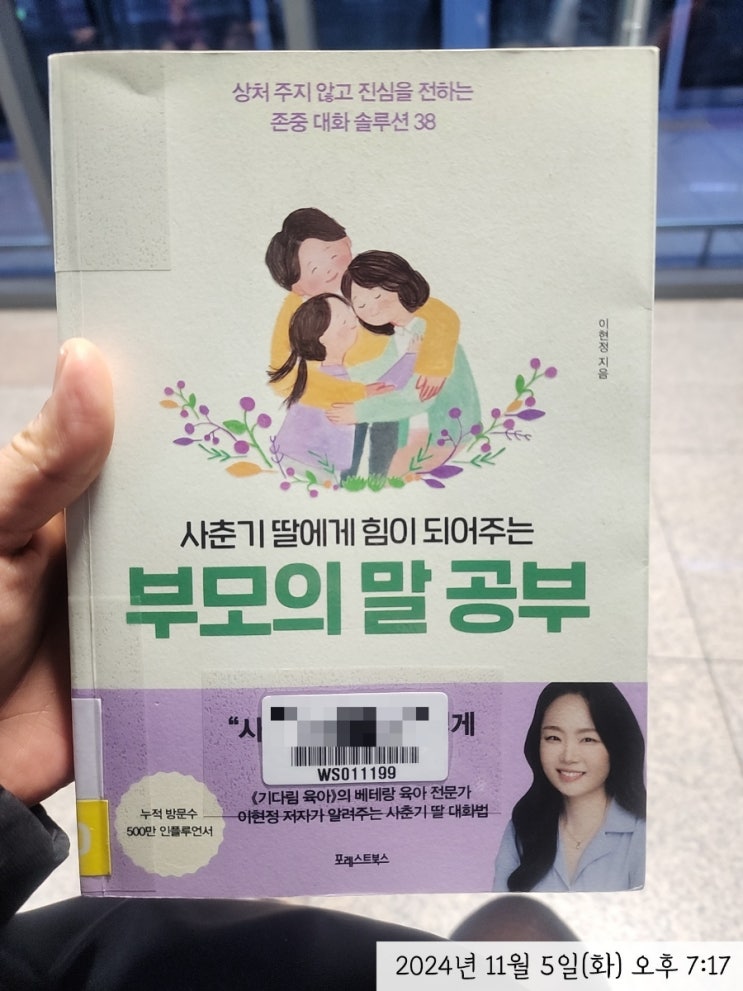 상처 주지 않고 진심을 전하는
존중 대화 솔루션 38
이현정 지음
사춘기 딸에게 힘이 되어주는
부모의 말 공부
“사
게
WS011199
《기다림 육아》의 베테랑 육아 전문가
이현정 저자가 알려주는 사춘기 딸 대화법
누적 방문수
500만 인플루언서
포레스트북스
2024년 11월 5일(화) 오후 7:17